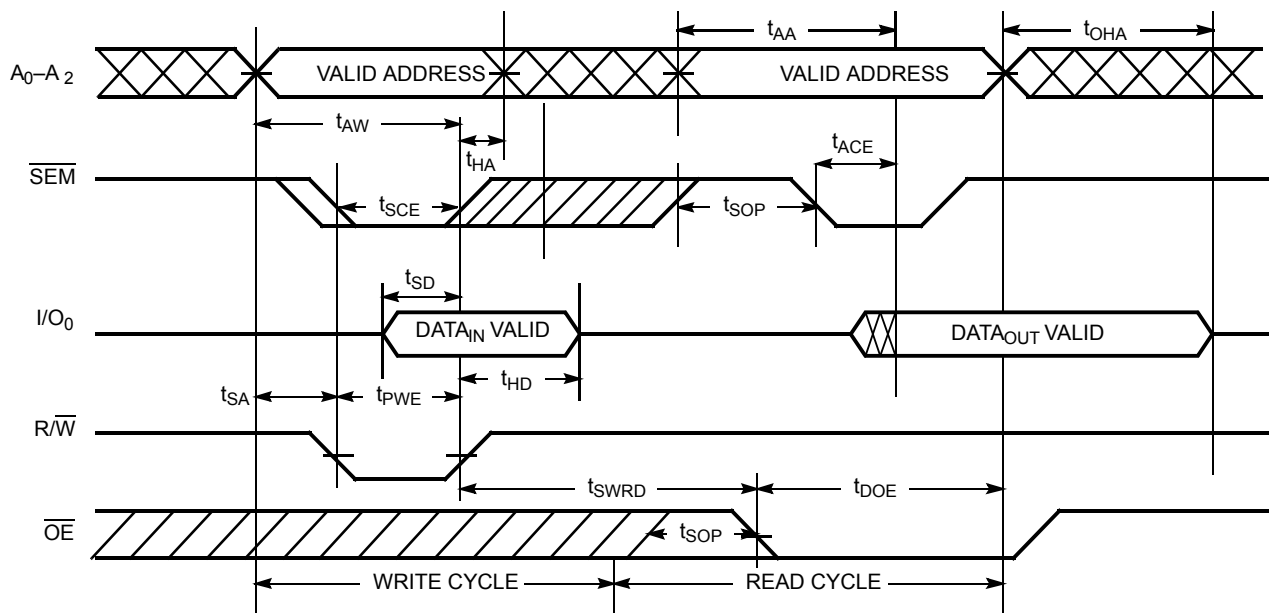 tAA
tOHA
A0–A 2
VALID ADDRESS
VALID ADDRESS
tAW
tHA
tACE
SEM
tSCE
tSOP
tSD
I/O0
DATAIN VALID
DATAOUT VALID
tSA
tPWE
tHD
R/W
tSWRD
tDOE
OE
tSOP
WRITE CYCLE
READ CYCLE